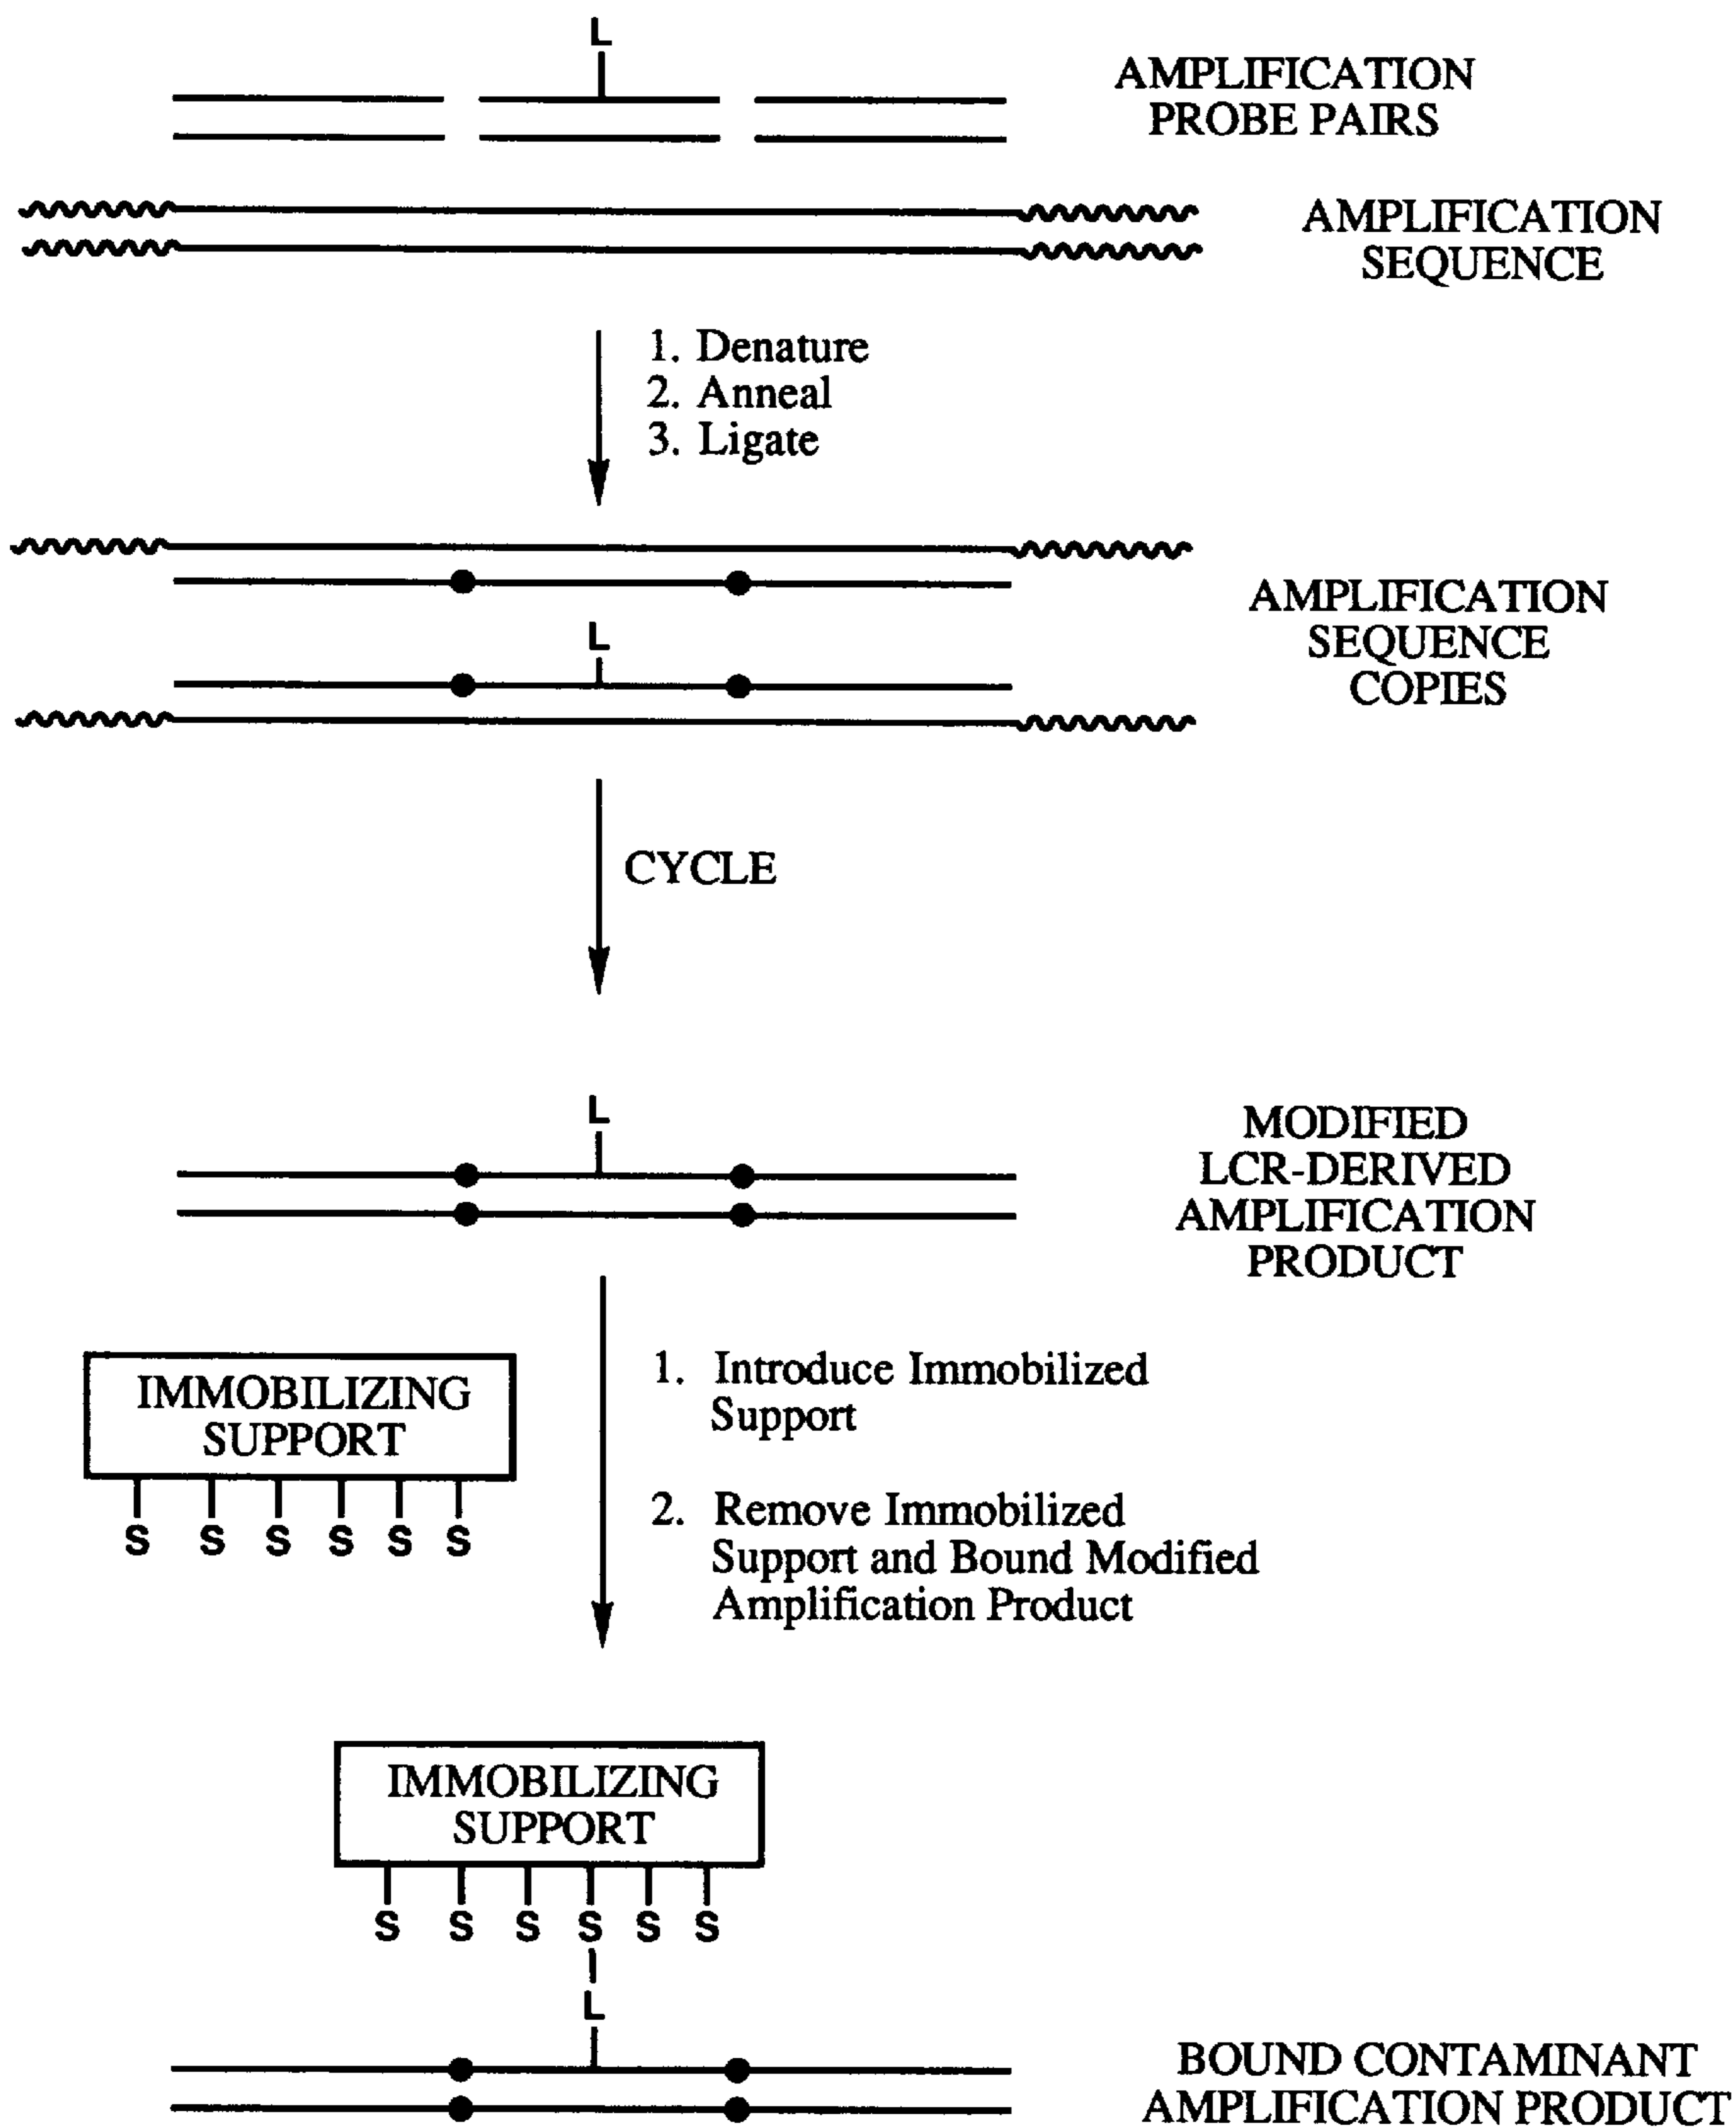 L
AMPLIFICATION
PROBE PAIRS
AMPLIFICATION
SEQUENCE
1. Denature
2. Anneal
3. Ligate
AMPLIFICATION
SEQUENCE
COPIES
L
CYCLE
L
MODIFIED
LCR-DERIVED
AMPLIFICATION
PRODUCT
IMMOBILIZING
SUPPORT
S S S S S S
1. Introduce Immobilized
Support
2. Remove Immobilized
Support and Bound Modified
Amplification Product
IMMOBILIZING
SUPPORT
S S S S S S
L
BOUND CONTAMINANT
AMPLIFICATION PRODUCT